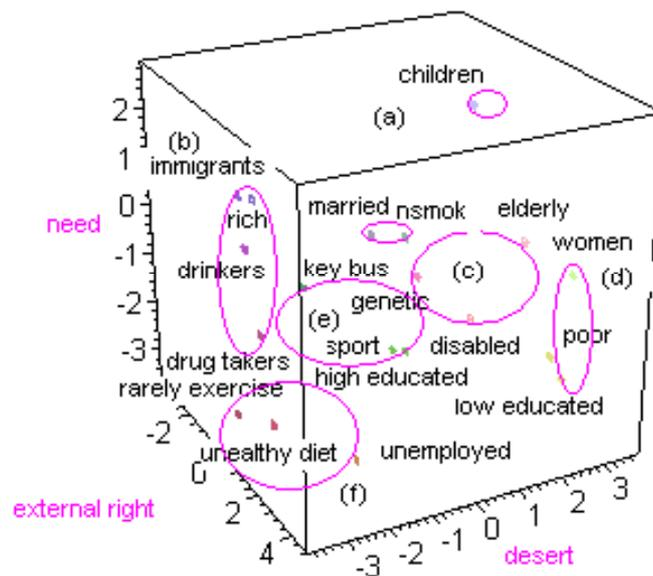 children
(a)
2
(b)
1
immigrants
0
married
nsmok
elderly
need
rich
women
-1
drinkers
key bus
(c)
(d)
genetic
-2
(e)
poor
-3
sport
disabled
drug takers
high educated
rarely exercise
low educated
-2
unealthy diet
unemployed
0
(f)
external right
2
4
-3 -2 -1 0 1 2 3
desert